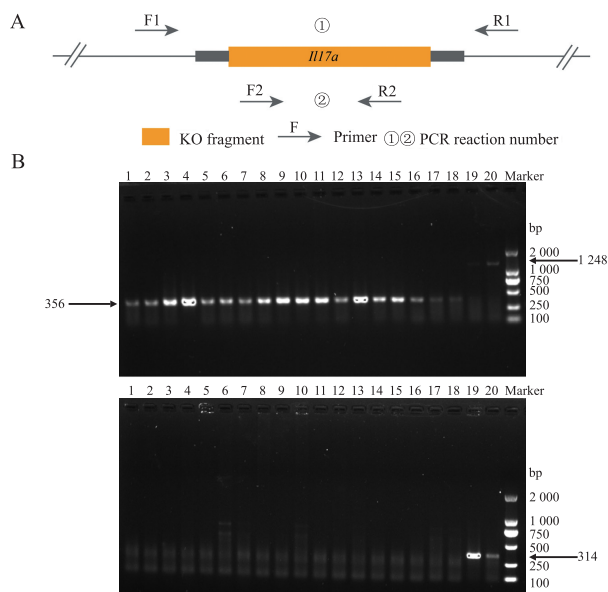 A
F1 ① R1
Il17a
F2 ② R2
KO fragment F Primer ①② PCR reaction number
B
1 2 3 4 5 6 7 8 9 10 11 12 13 14 15 16 17 18 19 20 Marker
bp
2 000
1 248
1 000
750
500
356
250
100
1 2 3 4 5 6 7 8 9 10 11 12 13 14 15 16 17 18 19 20 Marker
bp
2 000
1 000
750
500
314
250
100